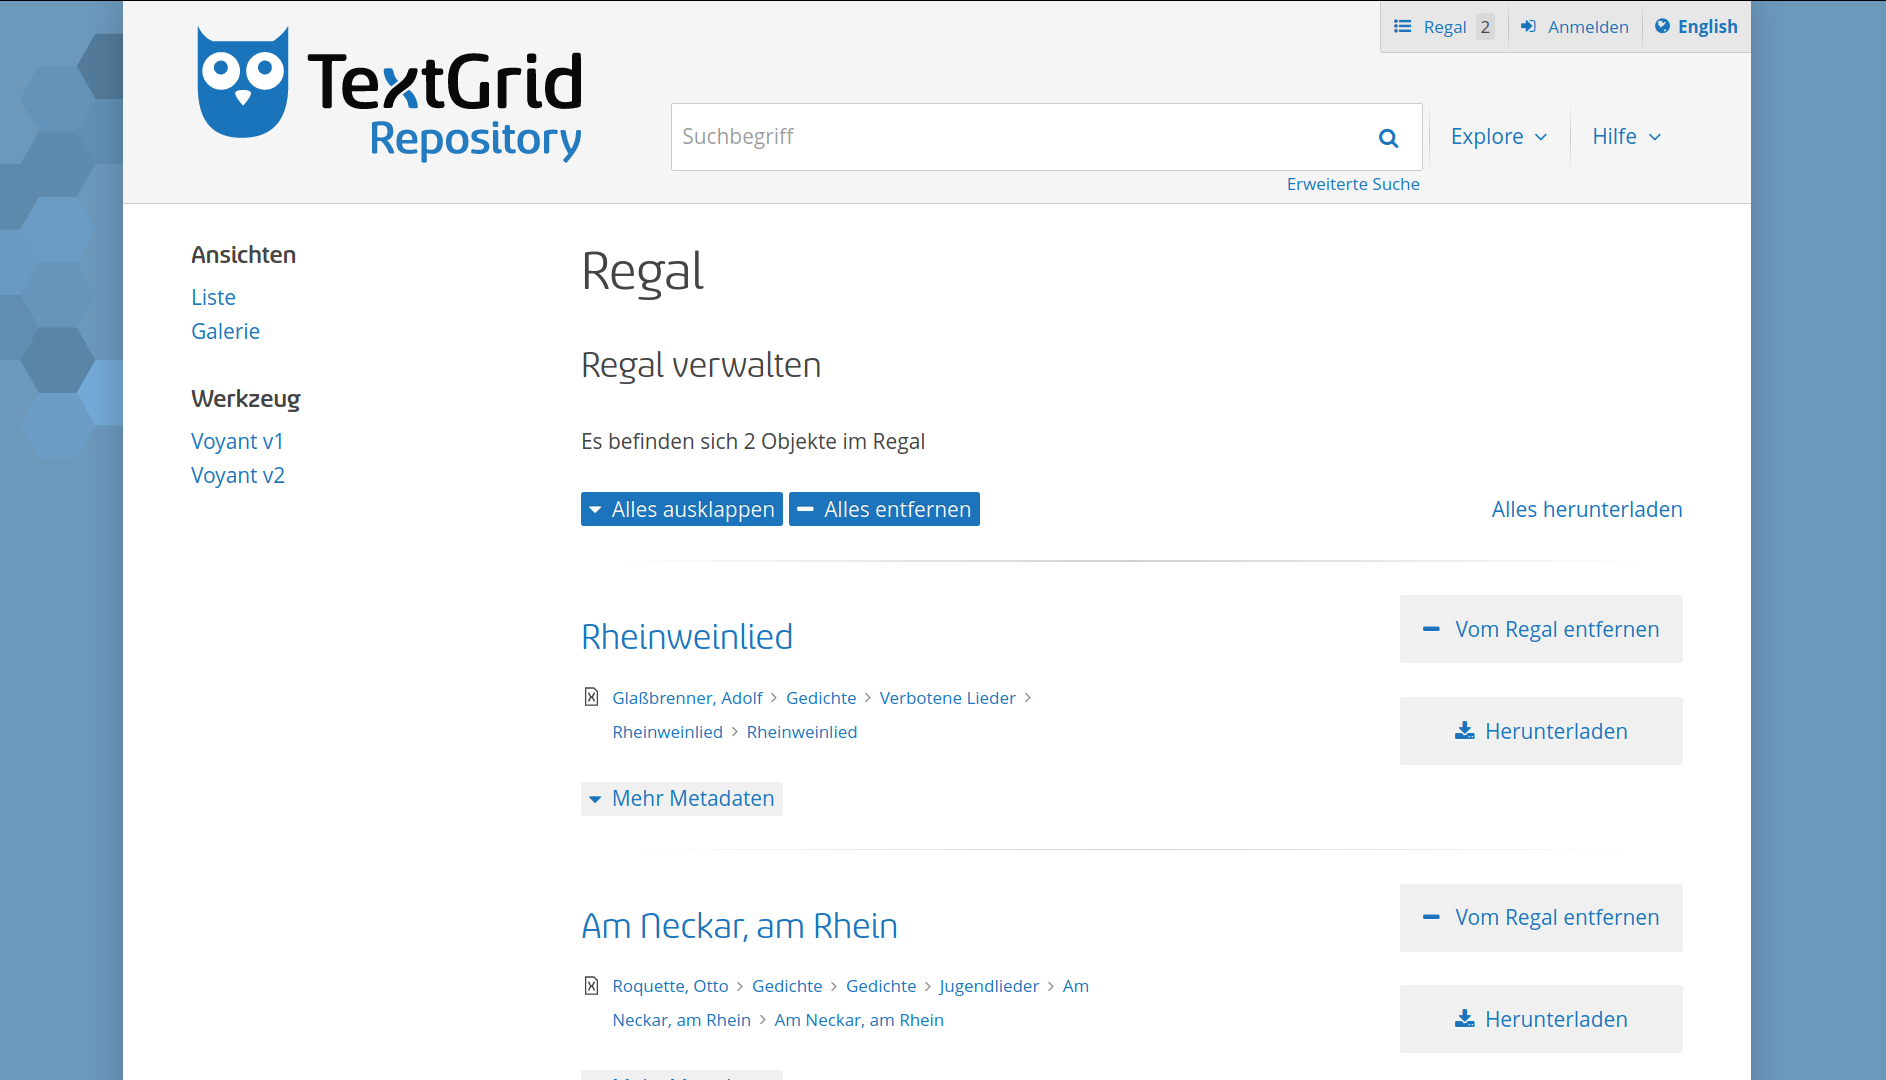 Regal 2 Anmelden English
TextGrid
Repository
Suchbegriff
Explore Hilfe
Erweiterte Suche
Ansichten
Liste
Galerie
Werkzeug
Voyant v1
Voyant v2
Regal
Regal verwalten
Es befinden sich 2 Objekte im Regal
Alles ausklappen Alles entfernen Alles herunterladen
Rheinweinlied
Vom Regal entfernen
Glaßbrenner, Adolf > Gedichte > Verbotene Lieder >
Rheinweinlied > Rheinweinlied
Herunterladen
Mehr Metadaten
Am Neckar, am Rhein
Vom Regal entfernen
Roquette, Otto > Gedichte > Gedichte > Jugendlieder > Am
Neckar, am Rhein > Am Neckar, am Rhein
Herunterladen